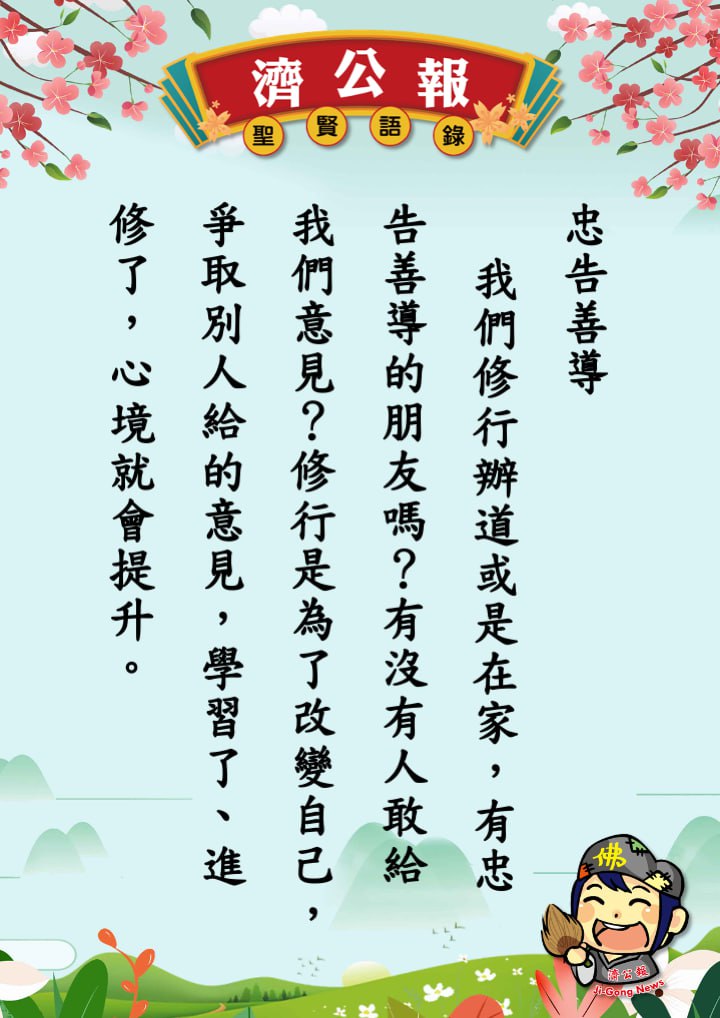 濟公報
聖賢語錄
忠告善導
我們修行辦道或是在家，有忠
告善導的朋友嗎？有沒有人敢給
我們意見？修行是為了改變自己，
爭取別人給的意見，學習了、進
修了，心境就會提升。
佛
濟公報
Ji-Gong News